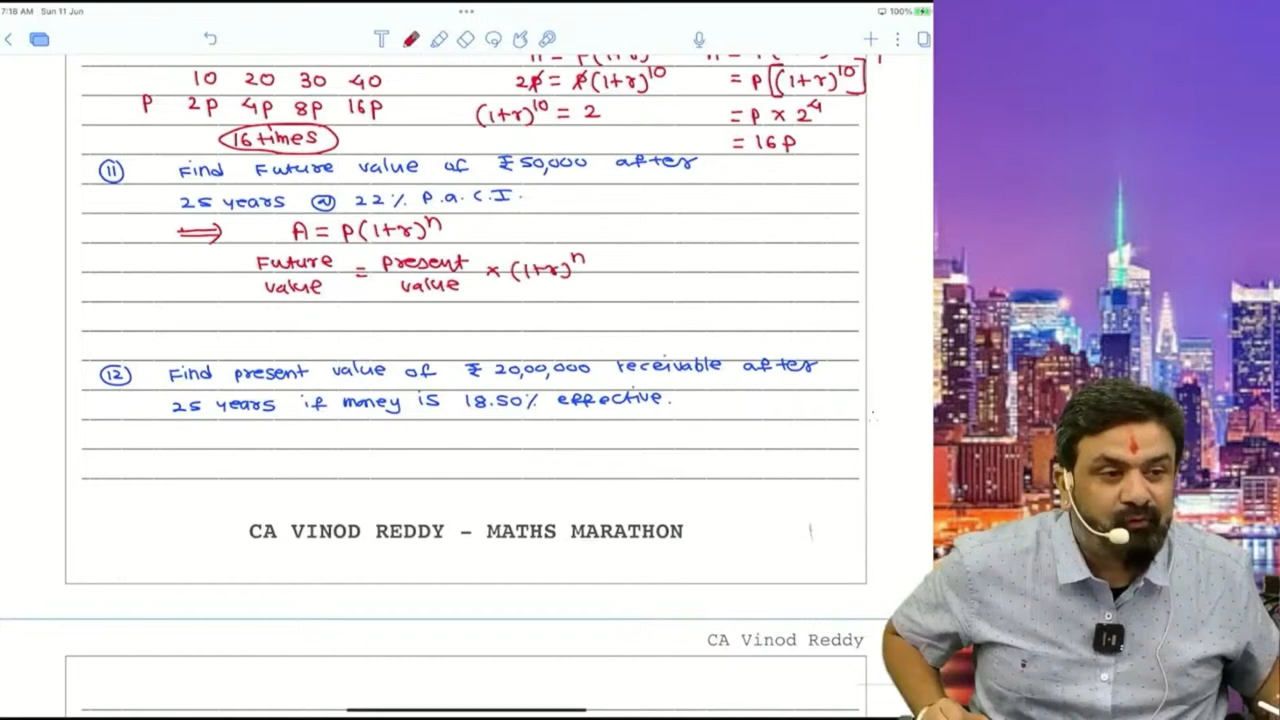 7:18 AM Sun 11 Jun
100%
10 20 30 40
P 2P 4P 8P 16P
16 times
2P = P(1+r)^10
(1+r)^10 = 2
= P[(1+r)^10]
= P × 2^4
= 16P
11 Find Future value of ₹50,000 after
25 years @ 22% P.a. C.I.
⟹ A = P(1+r)^n
Future value = Present value × (1+r)^n
12 Find present value of ₹ 20,00,000 receivable after
25 years if money is 18.50% effective.
CA VINOD REDDY - MATHS MARATHON
CA Vinod Reddy